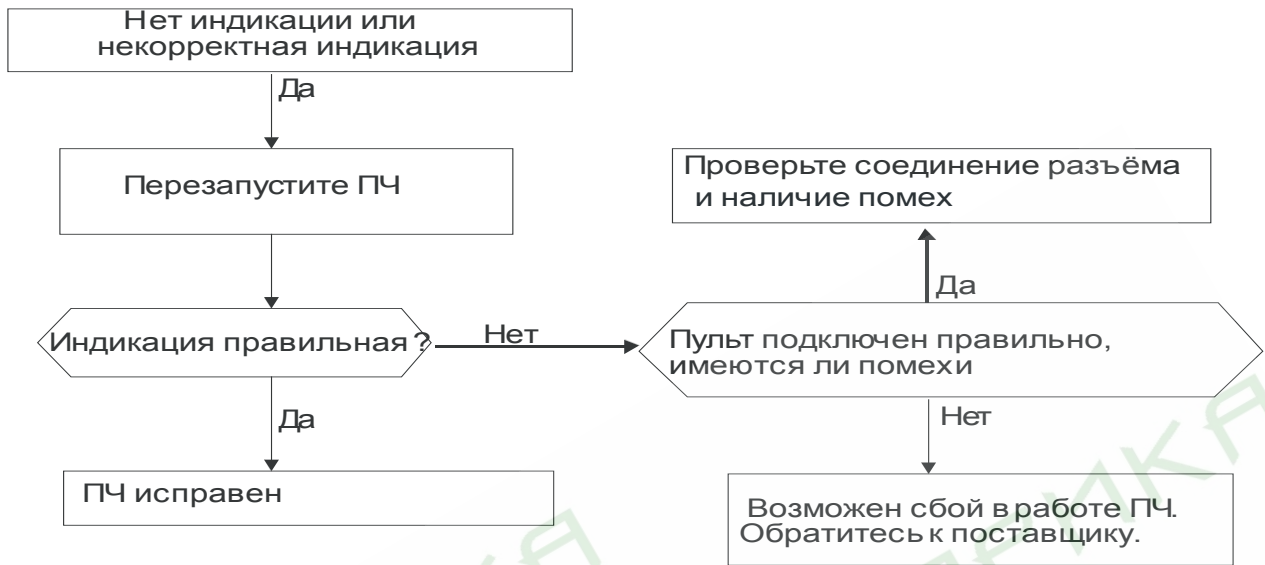 Нет индикации или
некорректная индикация
Да
Перезапустите ПЧ
Проверьте соединение разъёма
и наличие помех
Да
Индикация правильная ?
Нет
Пульт подключен правильно,
имеются ли помехи
Да
Нет
ПЧ исправен
Возможен сбой в работе ПЧ.
Обратитесь к поставщику.